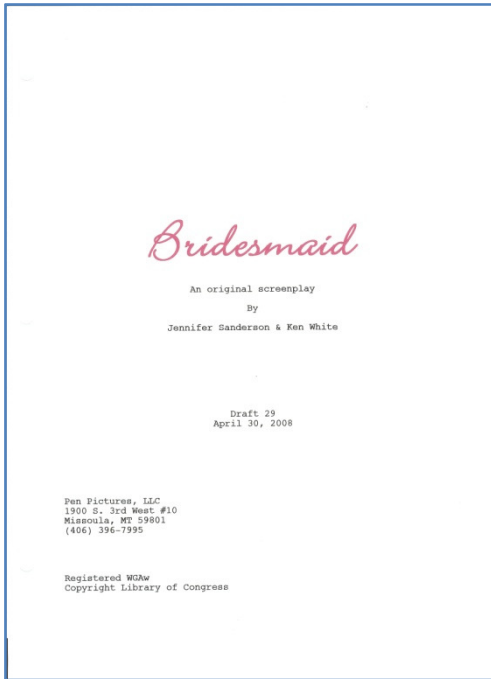 Bridesmaid
An original screenplay
By
Jennifer Sanderson & Ken White
Draft 29
April 30, 2008
Pen Pictures, LLC
1900 S. 3rd West #10
Missoula, MT 59801
(406) 396-7995
Registered WGAw
Copyright Library of Congress